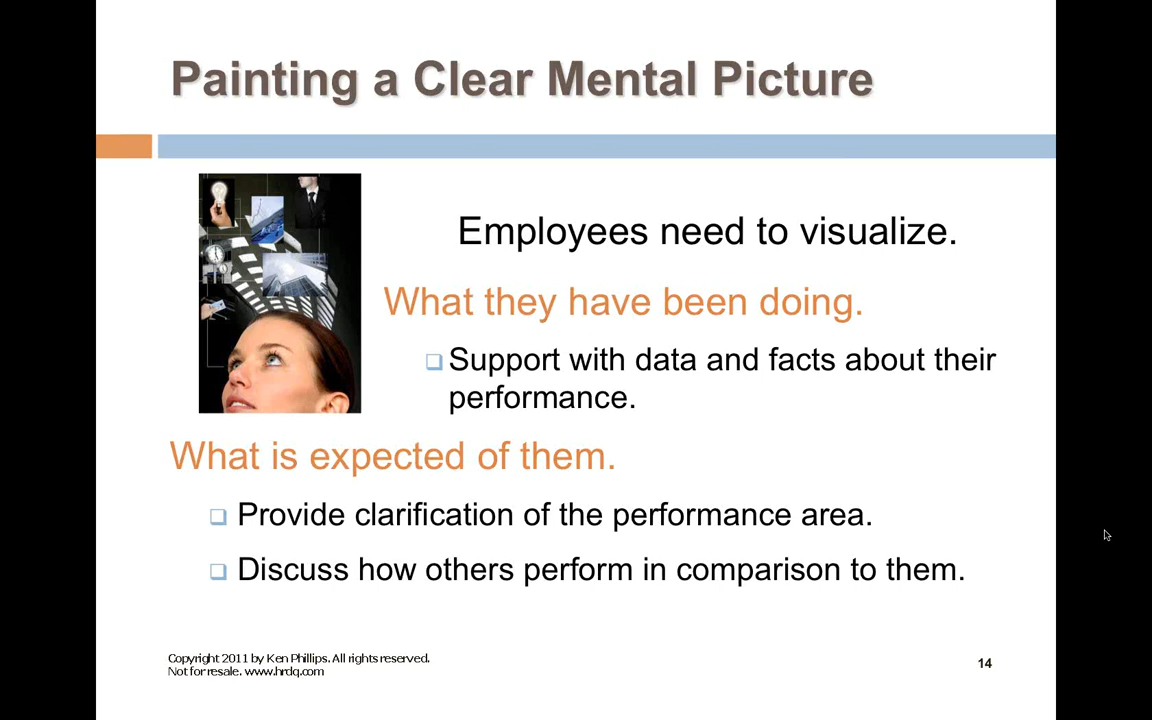 Painting a Clear Mental Picture
Employees need to visualize.
What they have been doing.
Support with data and facts about their
performance.
What is expected of them.
Provide clarification of the performance area.
Discuss how others perform in comparison to them.
Copyright 2011 by Ken Phillips. All rights reserved.
Not for resale. www.hrdq.com
14